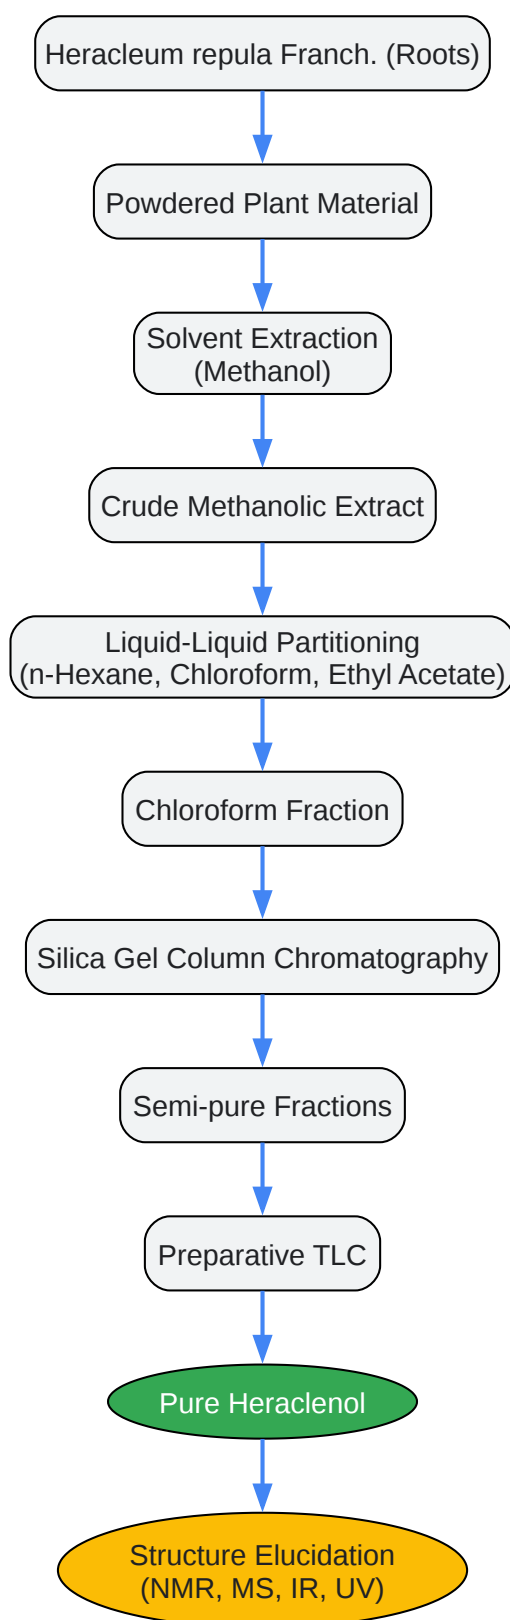 Heracleum repula Franch. (Roots)
Powdered Plant Material
Solvent Extraction
(Methanol)
Crude Methanolic Extract
Liquid-Liquid Partitioning
(n-Hexane, Chloroform, Ethyl Acetate)
Chloroform Fraction
Silica Gel Column Chromatography
Semi-pure Fractions
Preparative TLC
Pure Heraclenol
Structure Elucidation
(NMR, MS, IR, UV)